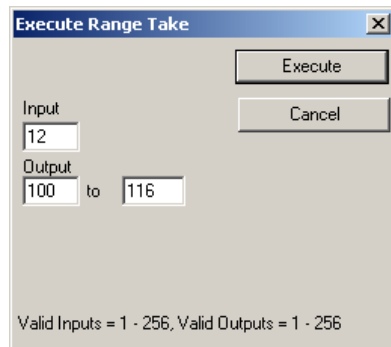 Execute Range Take
Execute
Input
Cancel
12
Output
100 to 116
Valid Inputs = 1 - 256, Valid Outputs = 1 - 256